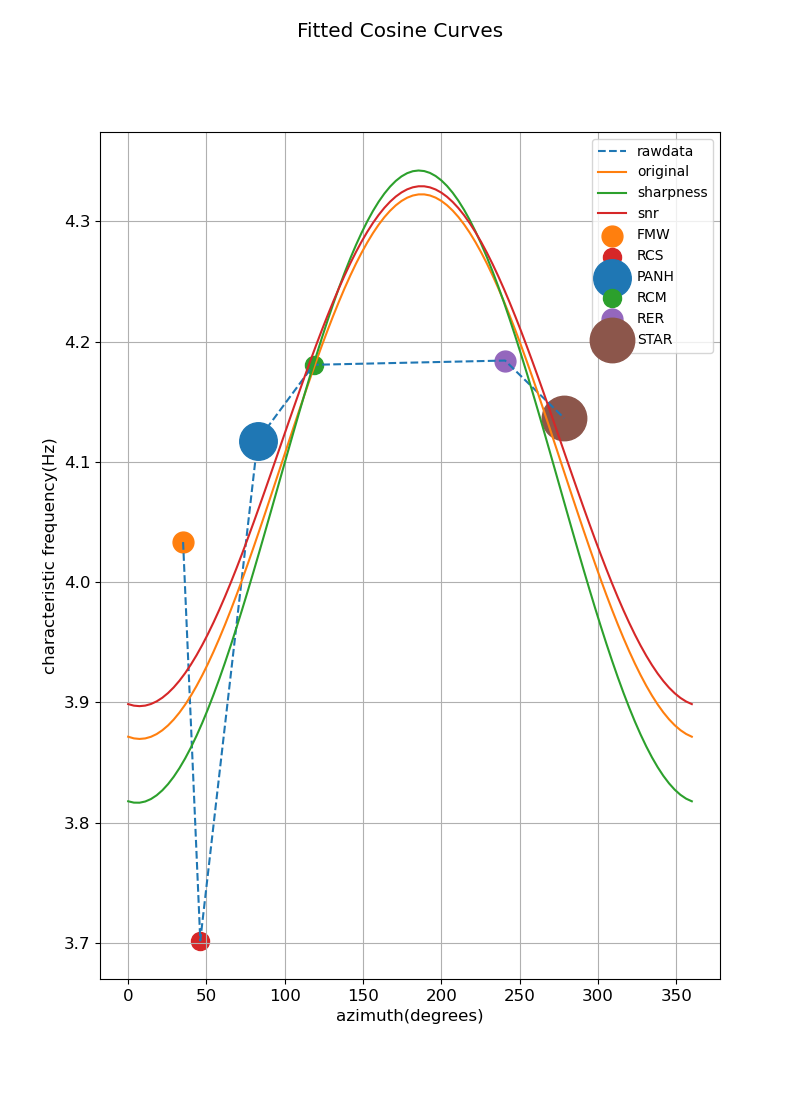 Fitted Cosine Curves
rawdata
original
sharpness
snr
FMW
RCS
PANH
RCM
RER
STAR
characteristic frequency(Hz)
4.3
4.2
4.1
4.0
3.9
3.8
3.7
0 50 100 150 200 250 300 350
azimuth(degrees)